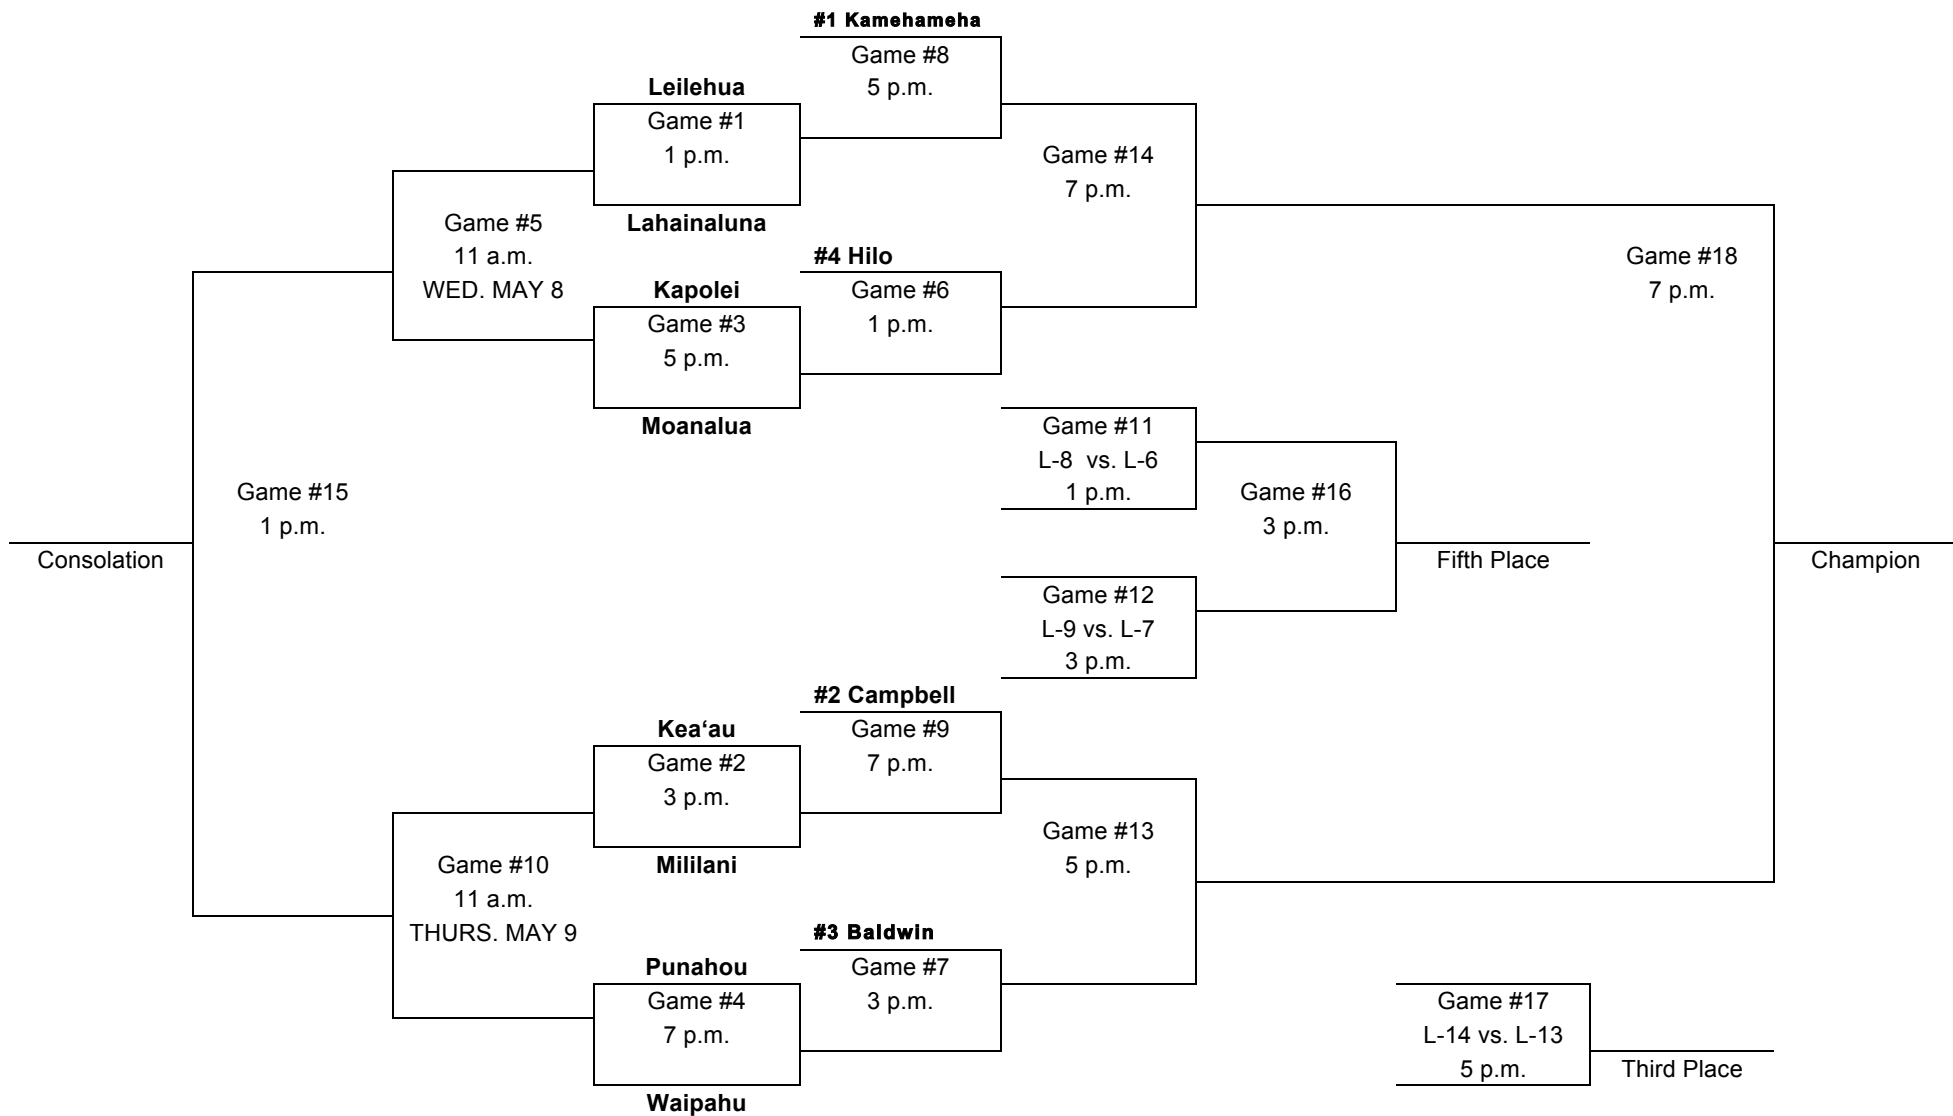 #1 Kamehameha
Game #8
5 p.m.
Leilehua
Game #1
1 p.m.
Lahainaluna
Game #14
7 p.m.
Game #5
11 a.m.
WED. MAY 8
#4 Hilo
Game #6
1 p.m.
Kapolei
Game #3
5 p.m.
Moanalua
Game #18
7 p.m.
Game #11
L-8 vs. L-6
1 p.m.
Game #15
1 p.m.
Game #16
3 p.m.
Consolation
Fifth Place
Champion
Game #12
L-9 vs. L-7
3 p.m.
#2 Campbell
Game #9
7 p.m.
Kea‘au
Game #2
3 p.m.
Mililani
Game #13
5 p.m.
Game #10
11 a.m.
THURS. MAY 9
#3 Baldwin
Game #7
3 p.m.
Punahou
Game #4
7 p.m.
Waipahu
Game #17
L-14 vs. L-13
5 p.m.
Third Place